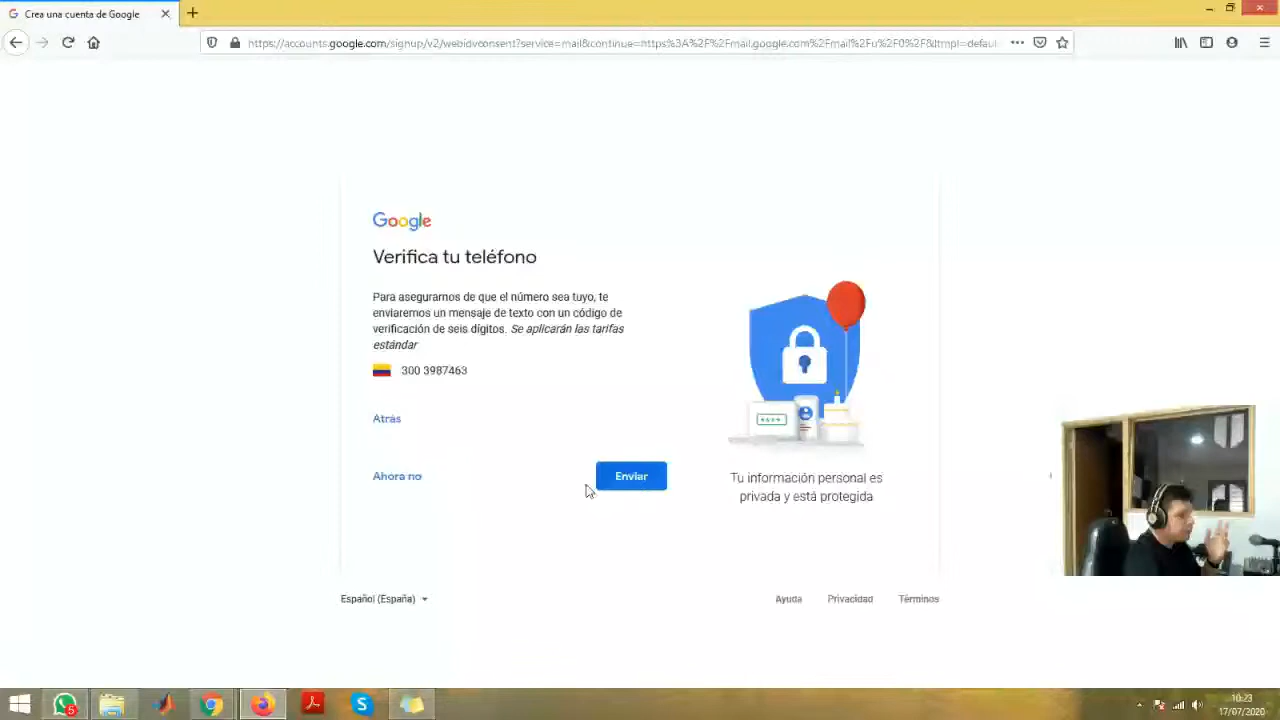 Crea una cuenta de Google
https://accounts.google.com/signup/v2/webidvconsent?service=mail&continue=https%3A%2F%2Fmail.google.com%2Fmail%2Fu%2F0%2F&ltmpl=defaul
Google
Verifica tu teléfono
Para asegurarnos de que el número sea tuyo, te
enviaremos un mensaje de texto con un código de
verificación de seis dígitos. Se aplicarán las tarifas
estándar
300 3987463
Atrás
Ahora no
Enviar
Tu información personal es
privada y está protegida
Español (España)
Ayuda
Privacidad
Términos
5
10:23
17/07/2020